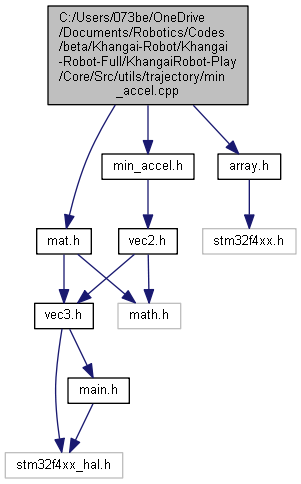 C:/Users/073be/OneDrive
/Documents/Robotics/Codes
/beta/Khangai-Robot/Khangai
-Robot-Full/KhangaiRobot-Play
/Core/Src/utils/trajectory/min
_accel.cpp
min_accel.h
array.h
mat.h
vec2.h
stm32f4xx.h
vec3.h
math.h
main.h
stm32f4xx_hal.h